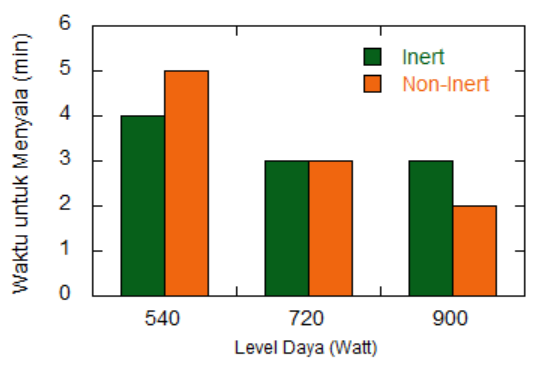 Waktu untuk Menyala (min)
6
5
4
3
2
1
0
Inert
Non-Inert
540 720 900
Level Daya (Watt)